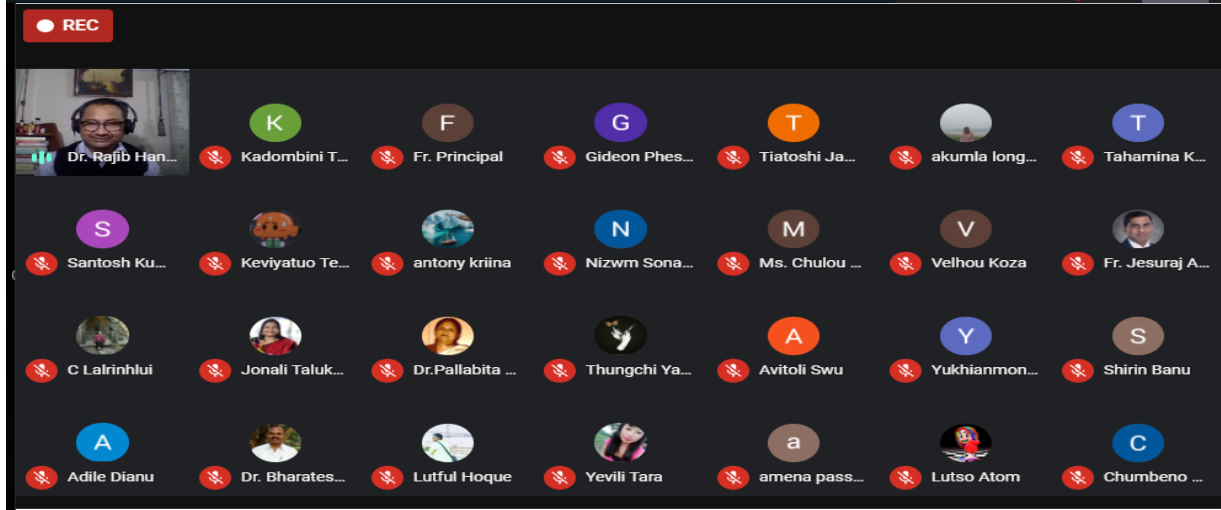 REC
Dr. Rajib Han...
K
Kadombini T...
F
Fr. Principal
G
Gideon Phes...
T
Tiatoshi Ja...
akumla long...
T
Tahamina K...
S
Santosh Ku...
Keviyatuo Te...
antony kriina
N
Nizwm Sona...
M
Ms. Chulou ...
V
Velhou Koza
Fr. Jesuraj A...
C Lalrinhlui
Jonali Taluk...
Dr.Pallabita ...
Thungchi Ya...
A
Avitoli Swu
Y
Yukhianmon...
S
Shirin Banu
A
Adile Dianu
Dr. Bharates...
Lutful Hoque
Yevili Tara
a
amena pass...
Lutso Atom
C
Chumbeno ...